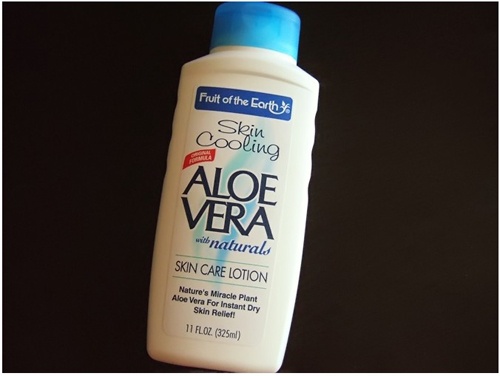 Fruit of the Earth ®
Skin
Cooling
ORIGINAL
FORMULA
ALOE
VERA
with naturals
SKIN CARE LOTION
Nature's Miracle Plant
Aloe Vera For Instant Dry
Skin Relief!
11 FL.OZ. (325ml)